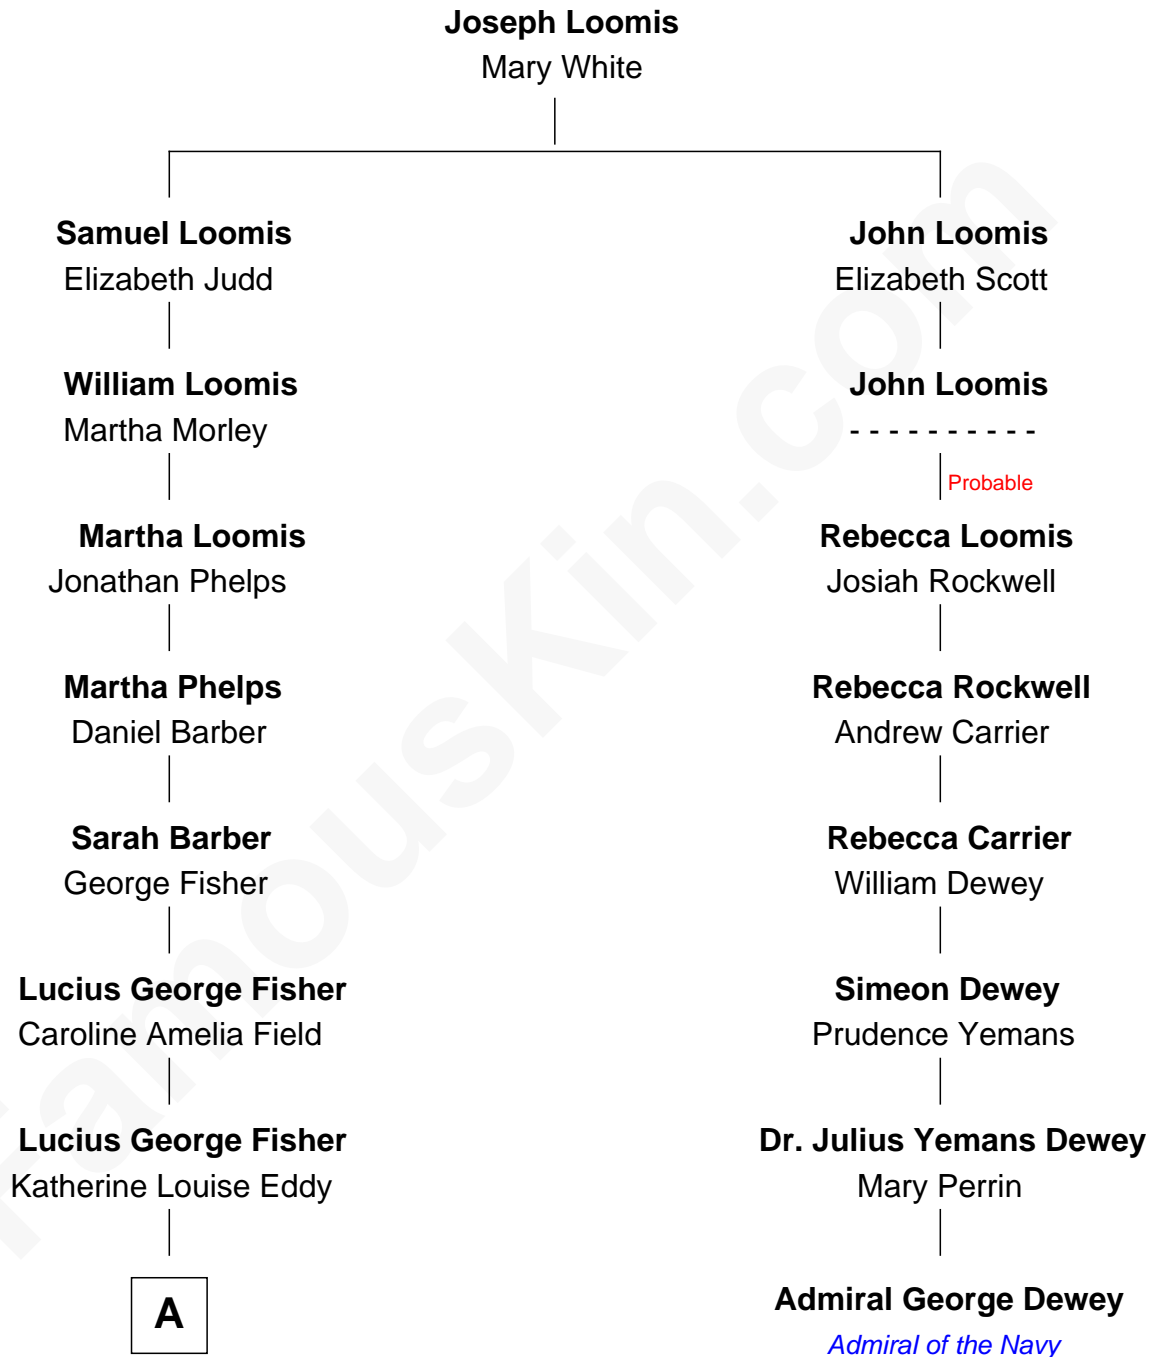 Joseph Loomis
Mary White
Samuel Loomis
Elizabeth Judd
John Loomis
Elizabeth Scott
William Loomis
Martha Morley
John Loomis
- - - - - - - - - -
Probable
Martha Loomis
Jonathan Phelps
Rebecca Loomis
Josiah Rockwell
Martha Phelps
Daniel Barber
Rebecca Rockwell
Andrew Carrier
Sarah Barber
George Fisher
Rebecca Carrier
William Dewey
Lucius George Fisher
Caroline Amelia Field
Simeon Dewey
Prudence Yemans
Lucius George Fisher
Katherine Louise Eddy
Dr. Julius Yemans Dewey
Mary Perrin
A
Admiral George Dewey
Admiral of the Navy
FamousKin.com